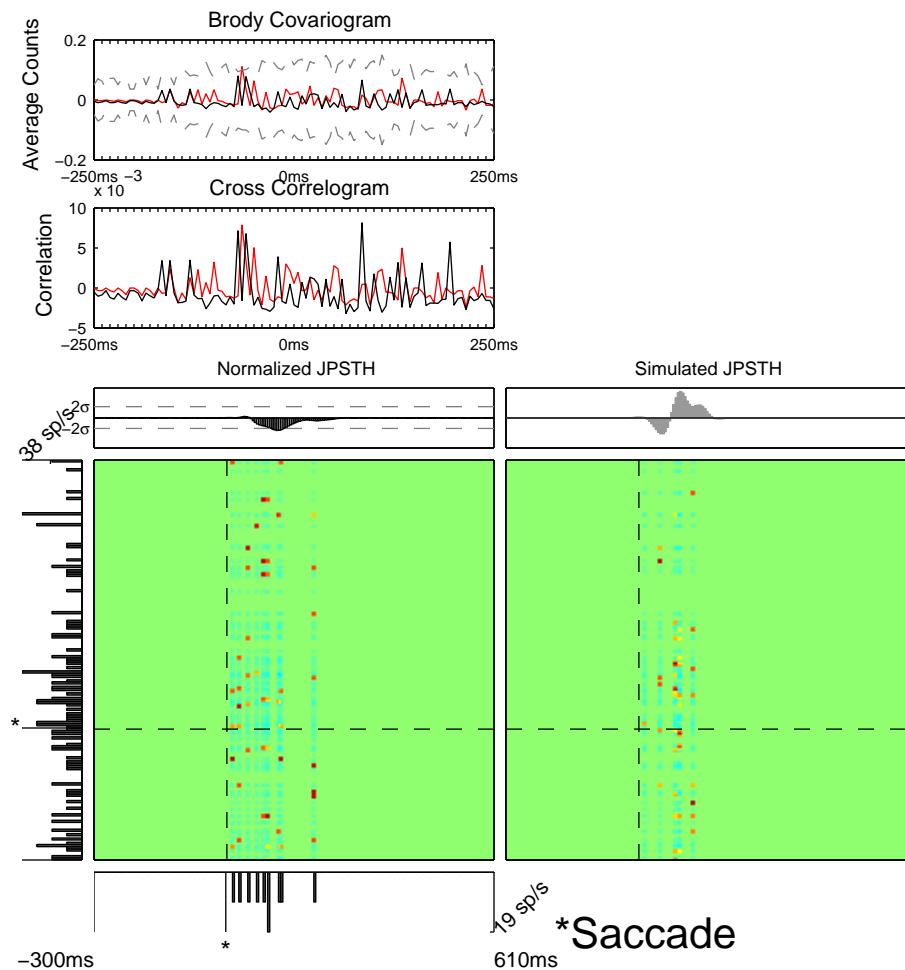 Brody Covariogram
Average Counts
0.2
0
−0.2
−250ms
0ms
250ms
−3
x 10
Cross Correlogram
Correlation
10
5
0
−5
−250ms
0ms
250ms
Normalized JPSTH
Simulated JPSTH
2σ
−2σ
38 sp/s
*
*
19 sp/s
*Saccade
−300ms
610ms